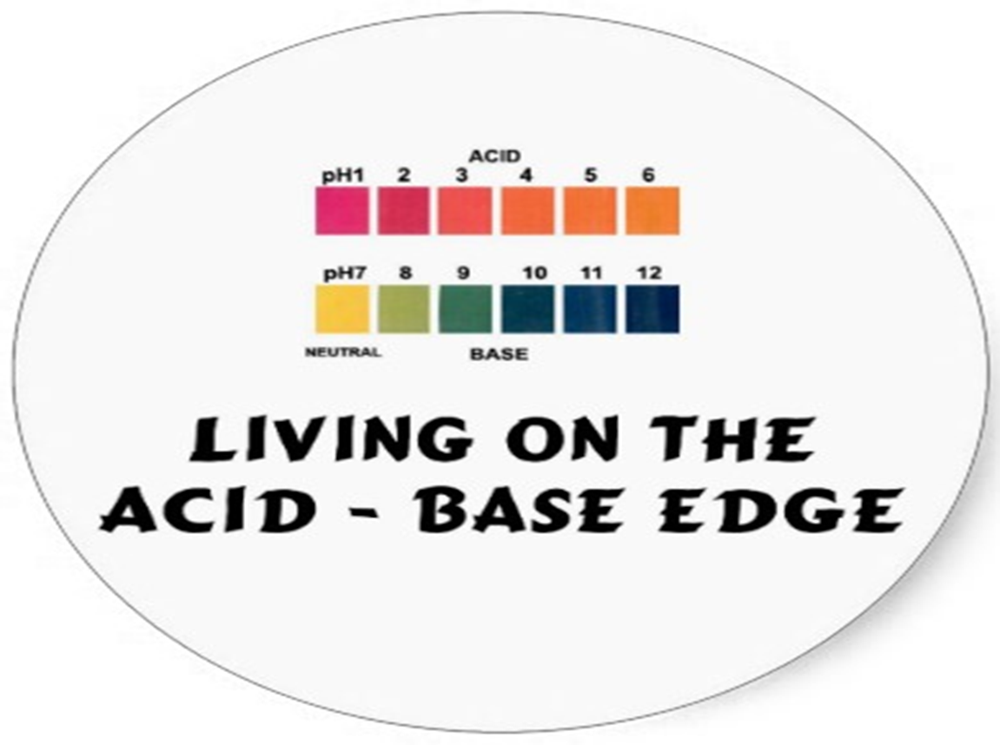 ACID
pH1 2 3 4 5 6
pH7 8 9 10 11 12
NEUTRAL BASE
LIVING ON THE
ACID - BASE EDGE